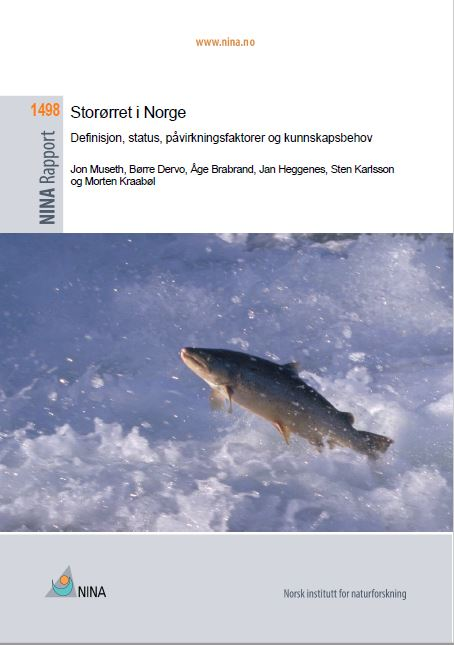 www.nina.no
1498
NINA Rapport
Storørret i Norge
Definisjon, status, påvirkningsfaktorer og kunnskapsbehov
Jon Museth, Børre Dervo, Åge Brabrand, Jan Heggenes, Sten Karlsson
og Morten Kraabøl
NINA
Norsk institutt for naturforskning